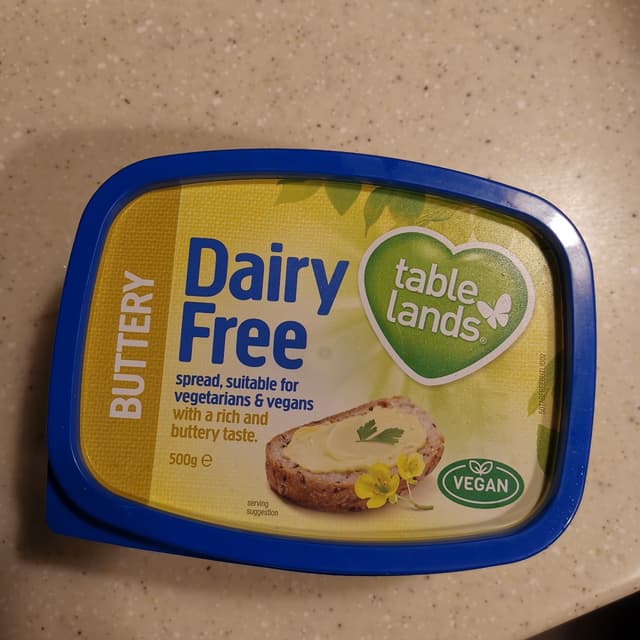 BUTTERY
Dairy
Free
spread, suitable for
vegetarians & vegans
with a rich and
buttery taste.
500g ℮
serving
suggestion
table
lands®
VEGAN